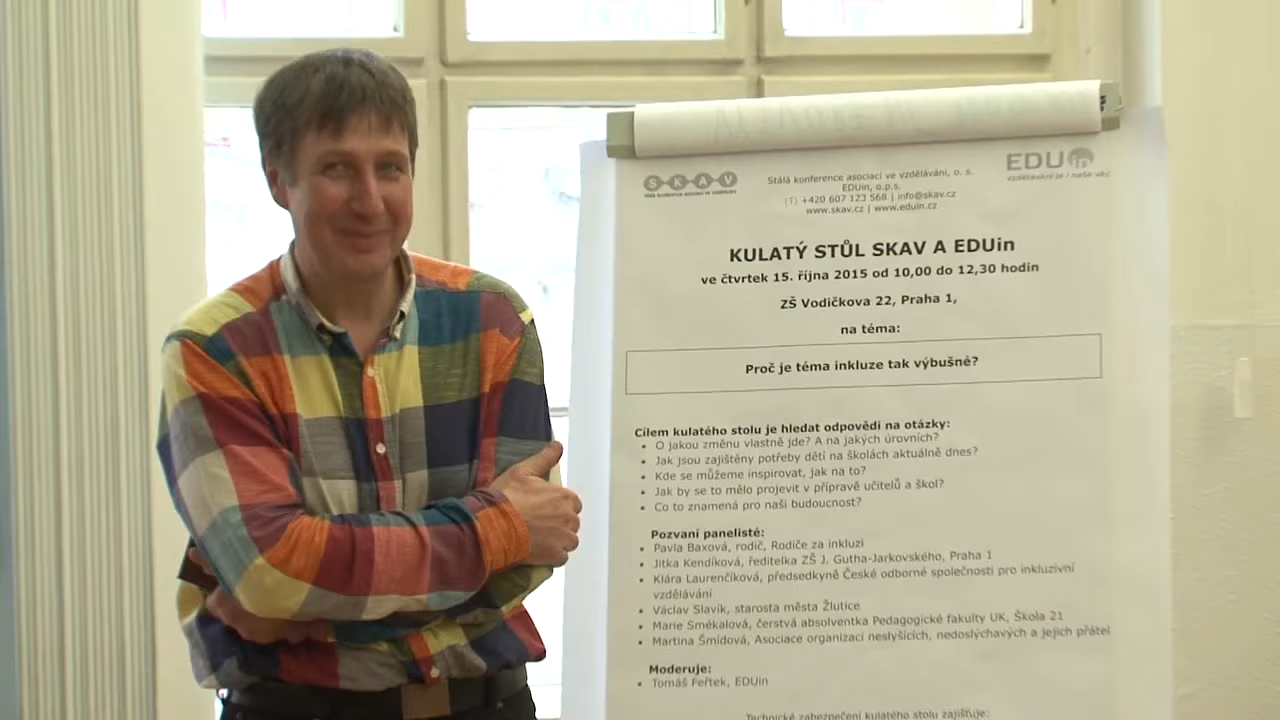 SKAV
Stálá konference asociací ve vzdělávání, o. s.
EDUin, o.p.s.
(T) +420 607 123 568 | info@skav.cz
www.skav.cz | www.eduin.cz
EDUin
vzdělávání je / naše věc
KULATÝ STŮL SKAV A EDUin
ve čtvrtek 15. října 2015 od 10,00 do 12,30 hodin
ZŠ Vodičkova 22, Praha 1,
na téma:
Proč je téma inkluze tak výbušné?
Cílem kulatého stolu je hledat odpovědi na otázky:
• O jakou změnu vlastně jde? A na jakých úrovních?
• Jak jsou zajištěny potřeby dětí na školách aktuálně dnes?
• Kde se můžeme inspirovat, jak na to?
• Jak by se to mělo projevit v přípravě učitelů a škol?
• Co to znamená pro naši budoucnost?
Pozvaní panelisté:
• Pavla Baxová, rodič, Rodiče za inkluzi
• Jitka Kendíková, ředitelka ZŠ J. Gutha-Jarkovského, Praha 1
• Klára Laurenčíková, předsedkyně České odborné společnosti pro inkluzivní
vzdělávání
• Václav Slavík, starosta města Žlutice
• Marie Smékalová, čerstvá absolventka Pedagogické fakulty UK, Škola 21
• Martina Šmídová, Asociace organizací neslyšících, nedoslýchavých a jejich přátel
Moderuje:
• Tomáš Feřtek, EDUin
Technické zabezpečení kulatého stolu zajišťuje: